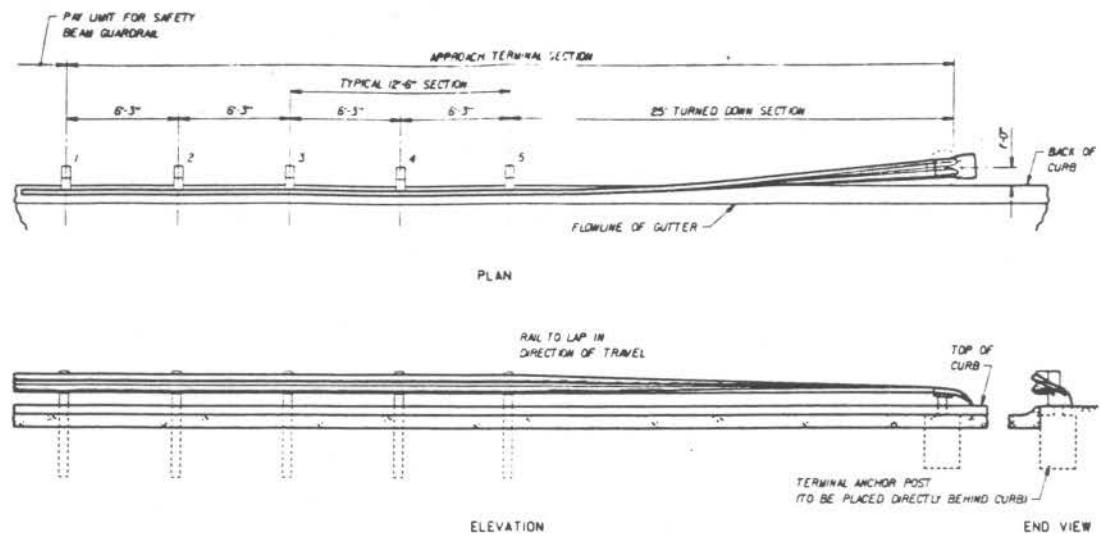 PAY LIMIT FOR SAFETY
BEAM GUARDRAIL
APPROACH TERMINAL SECTION
TYPICAL 12'-6" SECTION
6'-3"
6'-3"
6'-3"
6'-3"
25' TURNED DOWN SECTION
1
2
3
4
5
1'-0"
BACK OF
CURB
FLOWLINE OF GUTTER
PLAN
RAIL TO LAP IN
DIRECTION OF TRAVEL
TOP OF
CURB
TERMINAL ANCHOR POST
(TO BE PLACED DIRECTLY BEHIND CURB)
ELEVATION
END VIEW